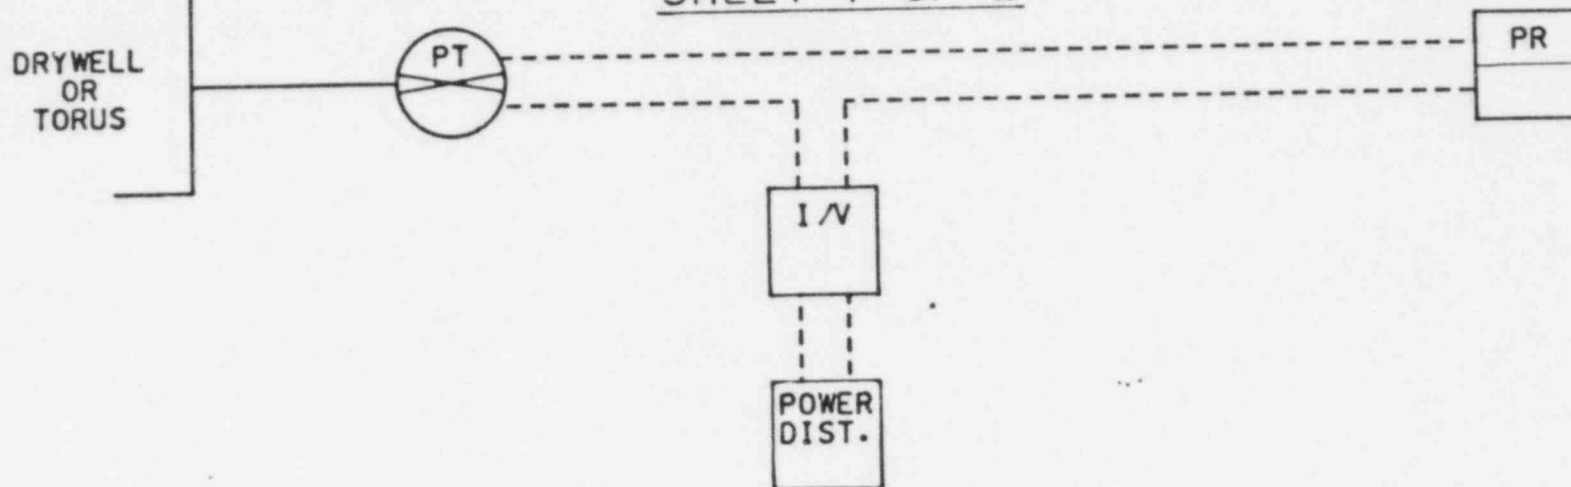 DRYWELL
OR
TORUS
PT
PR
I/V
POWER
DIST.